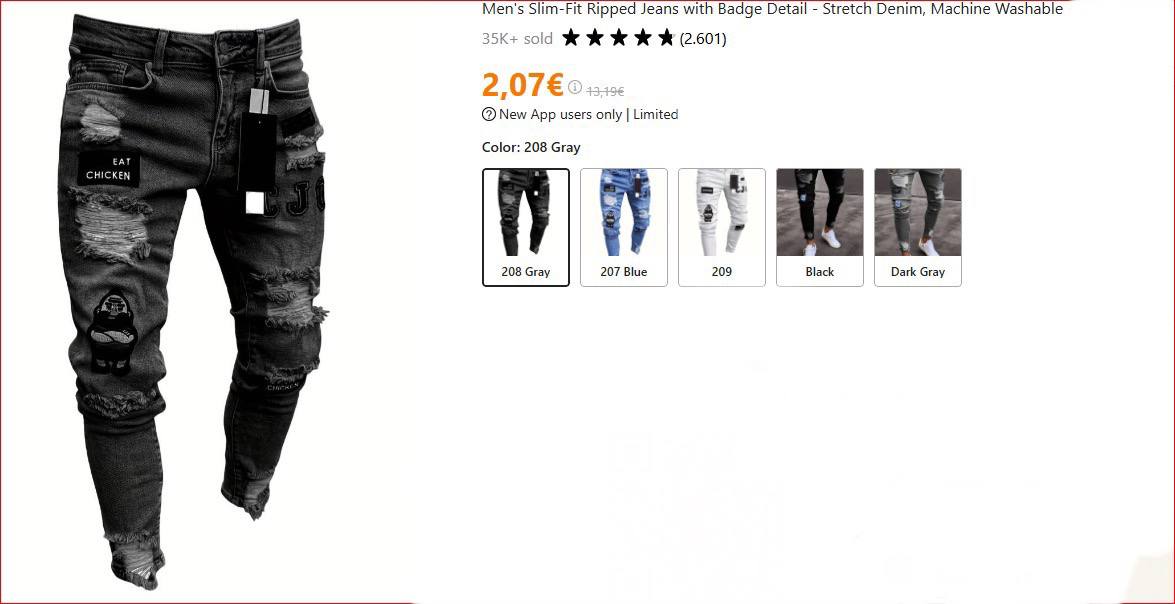 Men's Slim-Fit Ripped Jeans with Badge Detail - Stretch Denim, Machine Washable
35K+ sold ★★★★★ (2.601)
2,07€ 13,19€
New App users only | Limited
Color: 208 Gray
208 Gray
207 Blue
209
Black
Dark Gray
EAT
CHICKEN
CJC
CHICKEN